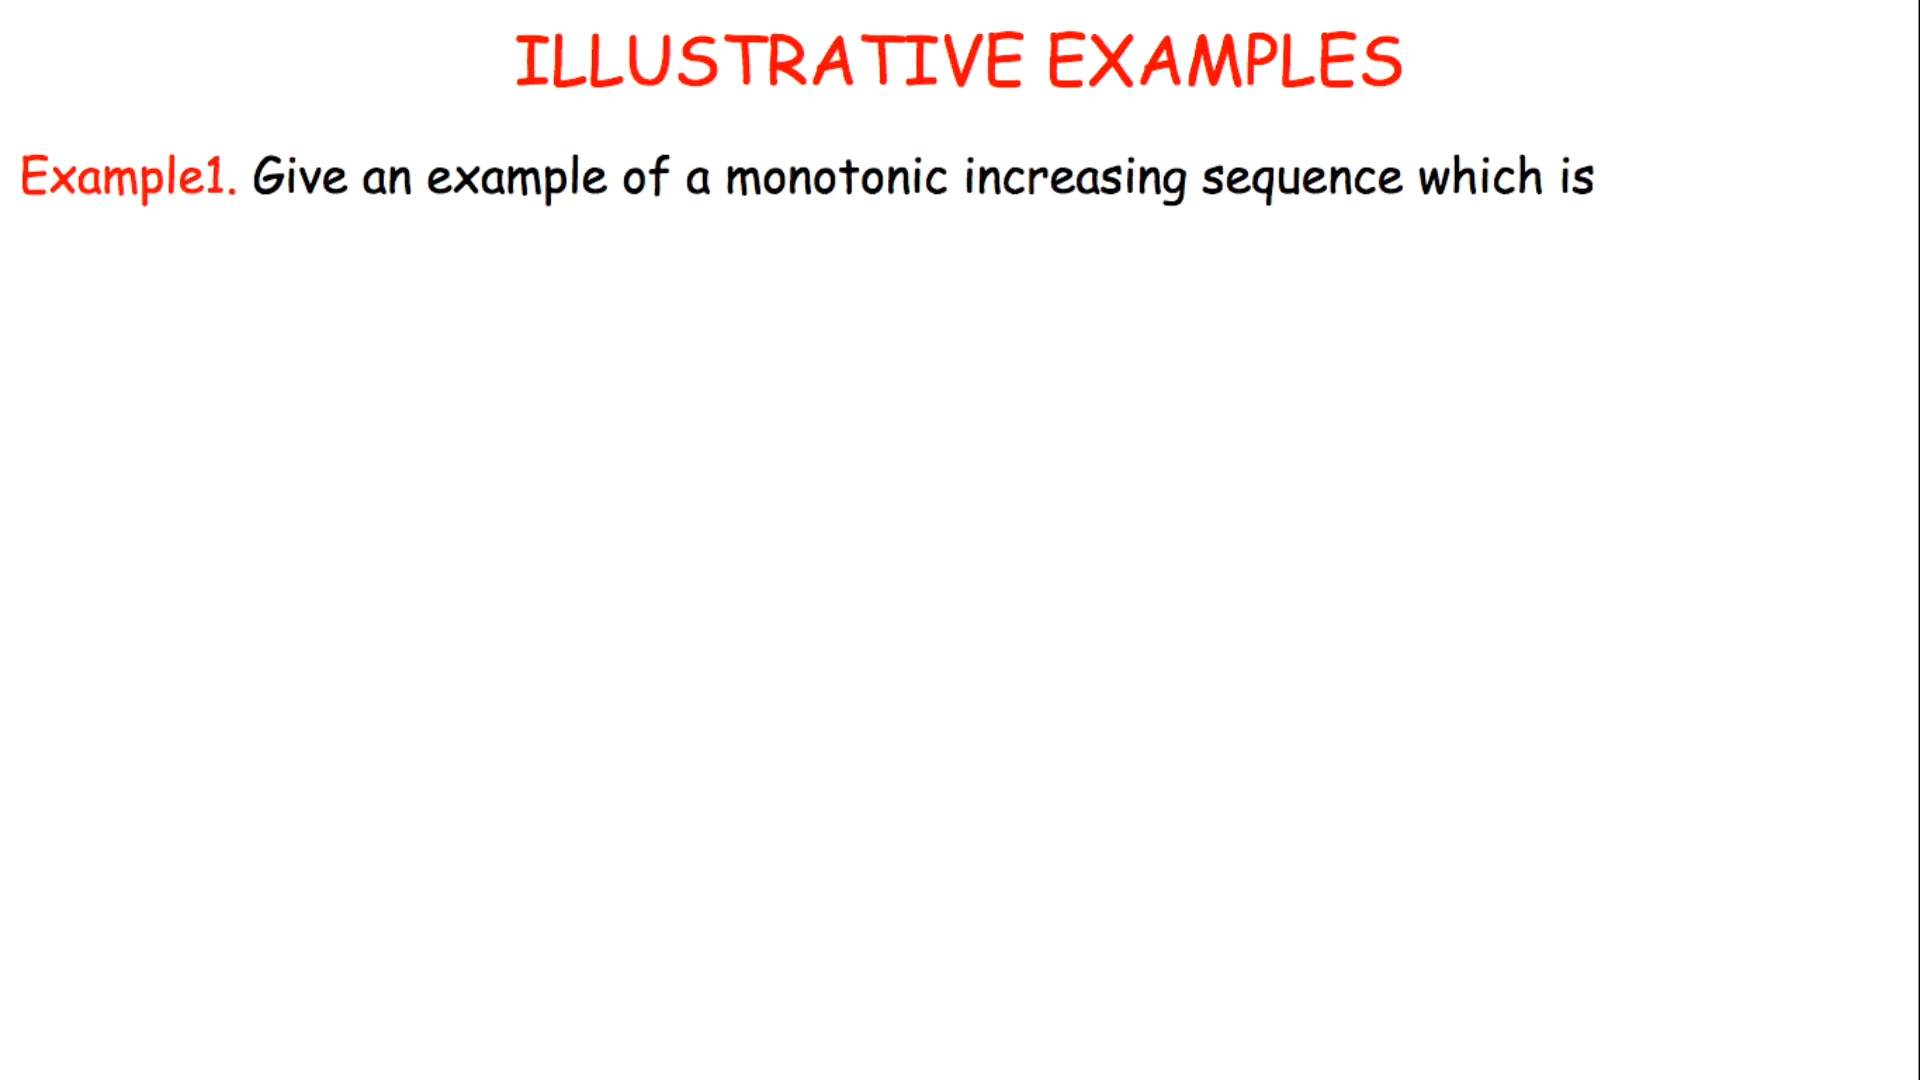 ILLUSTRATIVE EXAMPLES
Example1. Give an example of a monotonic increasing sequence which is